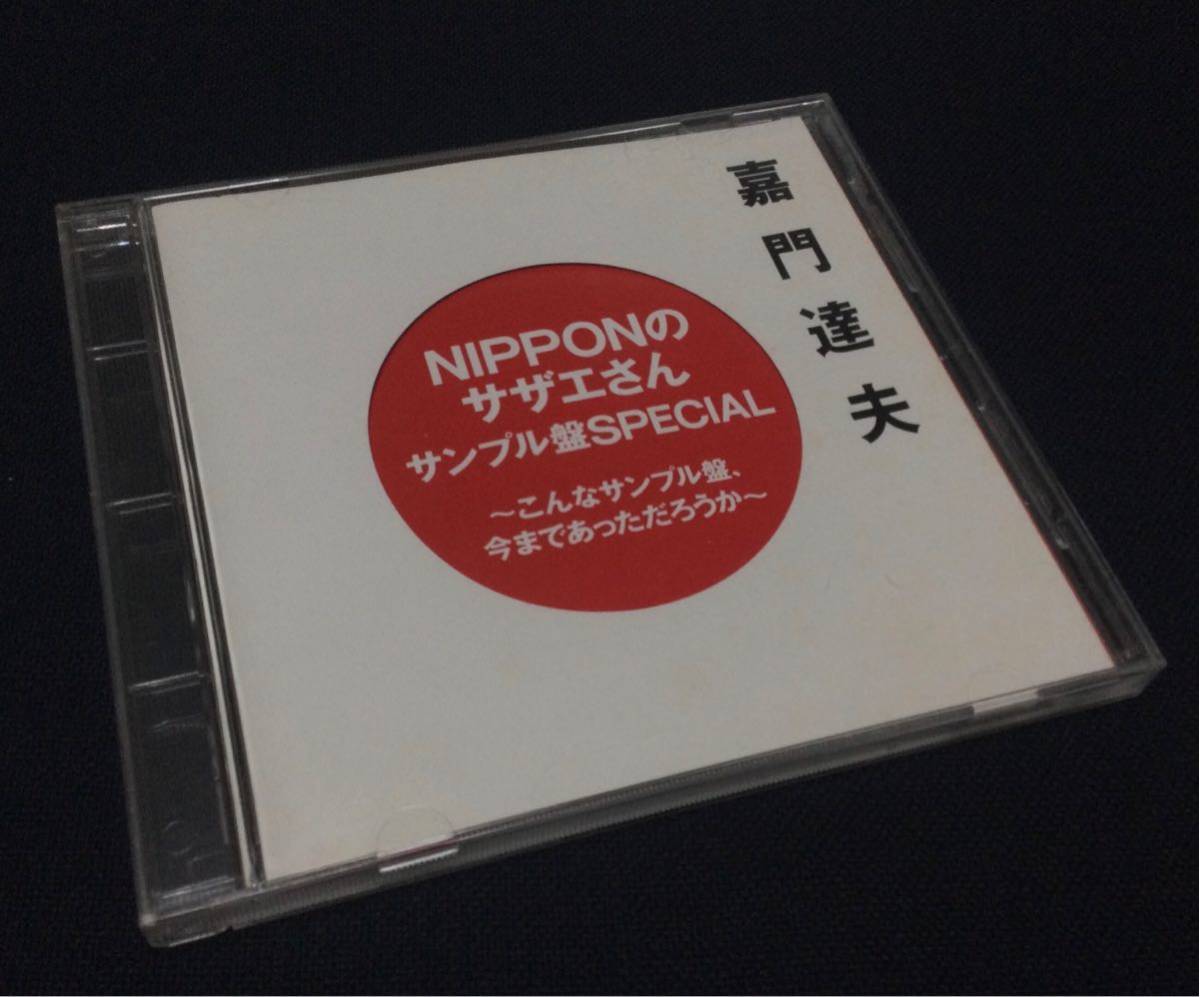 嘉門達夫
NIPPONの
サザエさん
サンプル盤SPECIAL
～こんなサンプル盤、
今まであっただろうか～